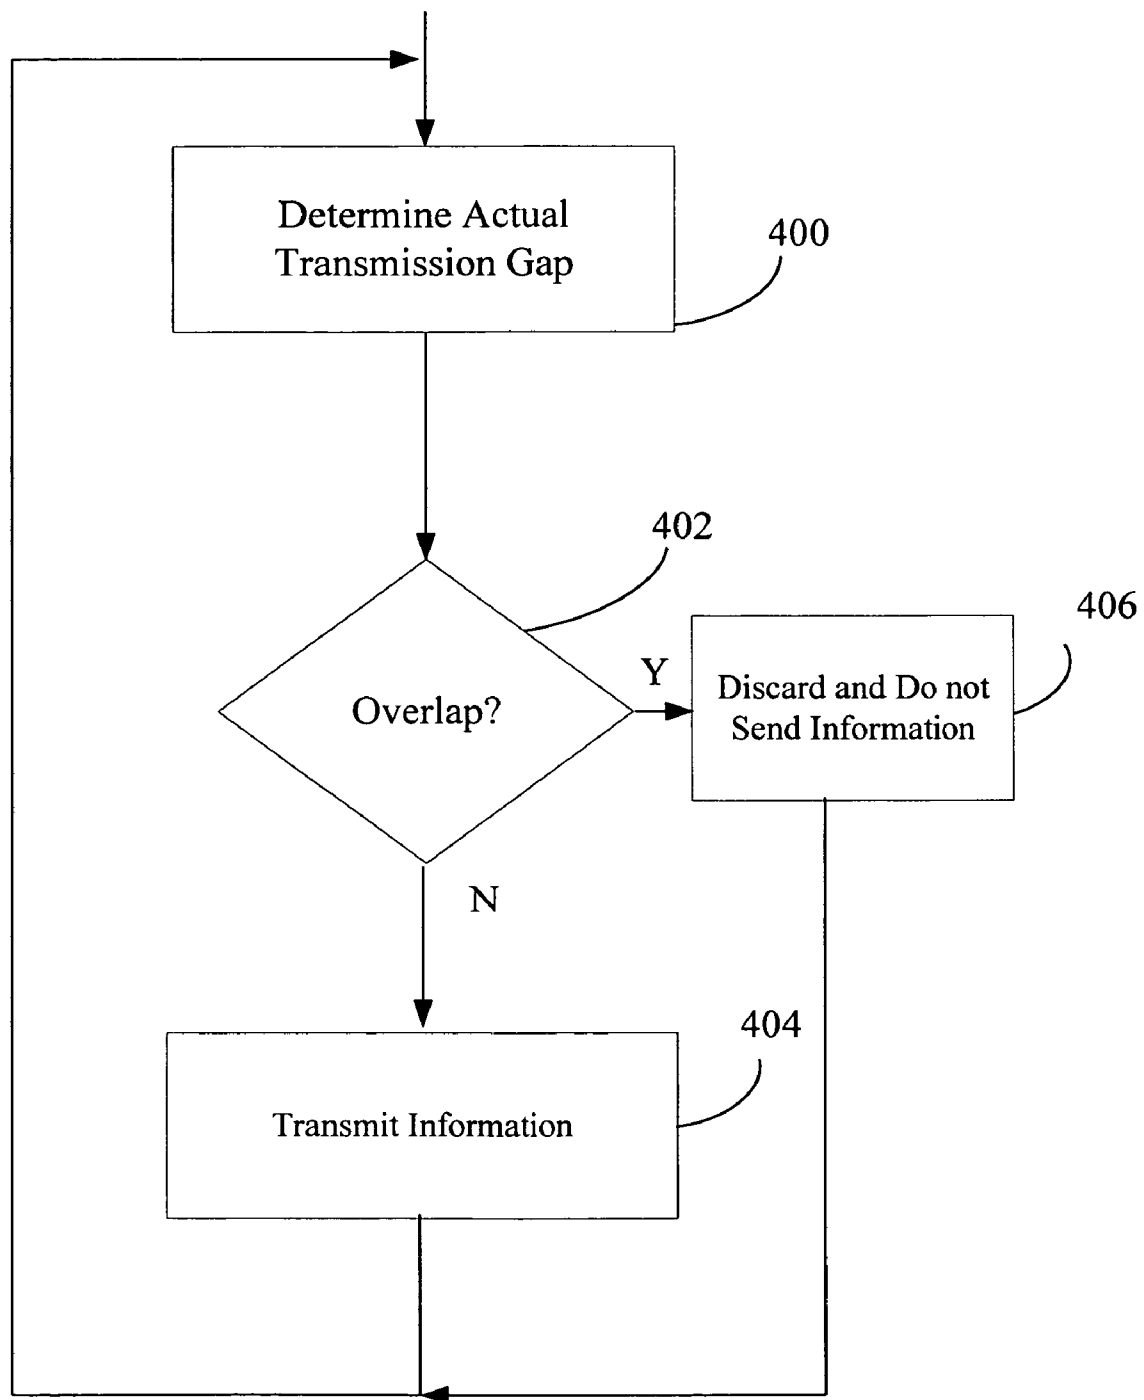 Determine Actual
Transmission Gap
400
402
Overlap?
Y
Discard and Do not
Send Information
406
N
404
Transmit Information